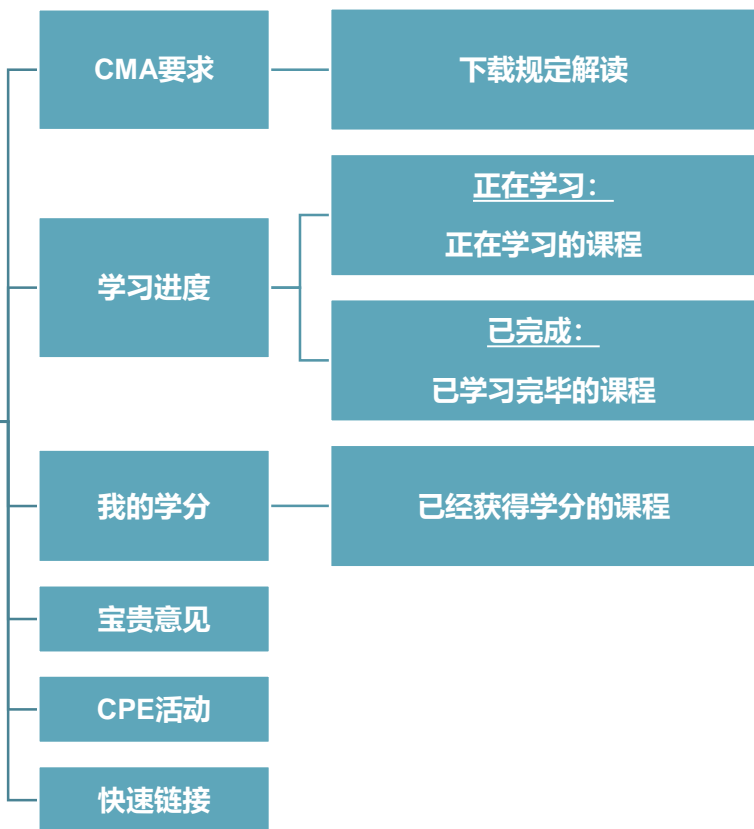 CMA要求
下载规定解读
学习进度
正在学习：
正在学习的课程
已完成：
已学习完毕的课程
我的学分
已经获得学分的课程
宝贵意见
CPE活动
快速链接